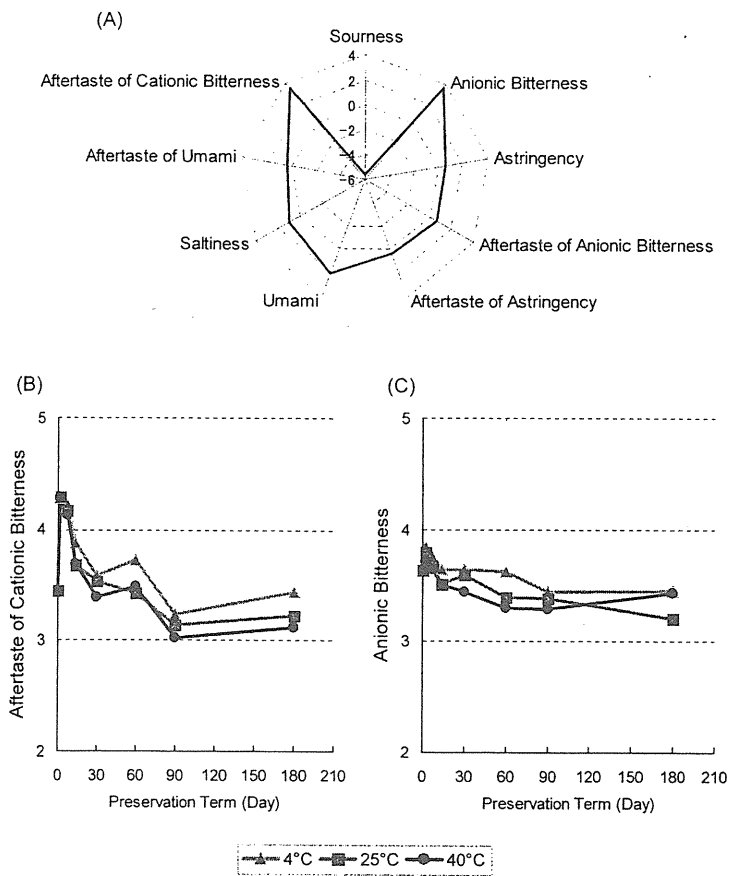 (A)
Sourness
4
Aftertaste of Cationic Bitterness
2
Anionic Bitterness
0
Aftertaste of Umami
-2
Astringency
-4
-6
Saltiness
Aftertaste of Anionic Bitterness
Umami
Aftertaste of Astringency
(B)
Aftertaste of Cationic Bitterness
5
4
3
2
0 30 60 90 120 150 180 210
Preservation Term (Day)
(C)
Anionic Bitterness
5
4
3
2
0 30 60 90 120 150 180 210
Preservation Term (Day)
4°C 25°C 40°C